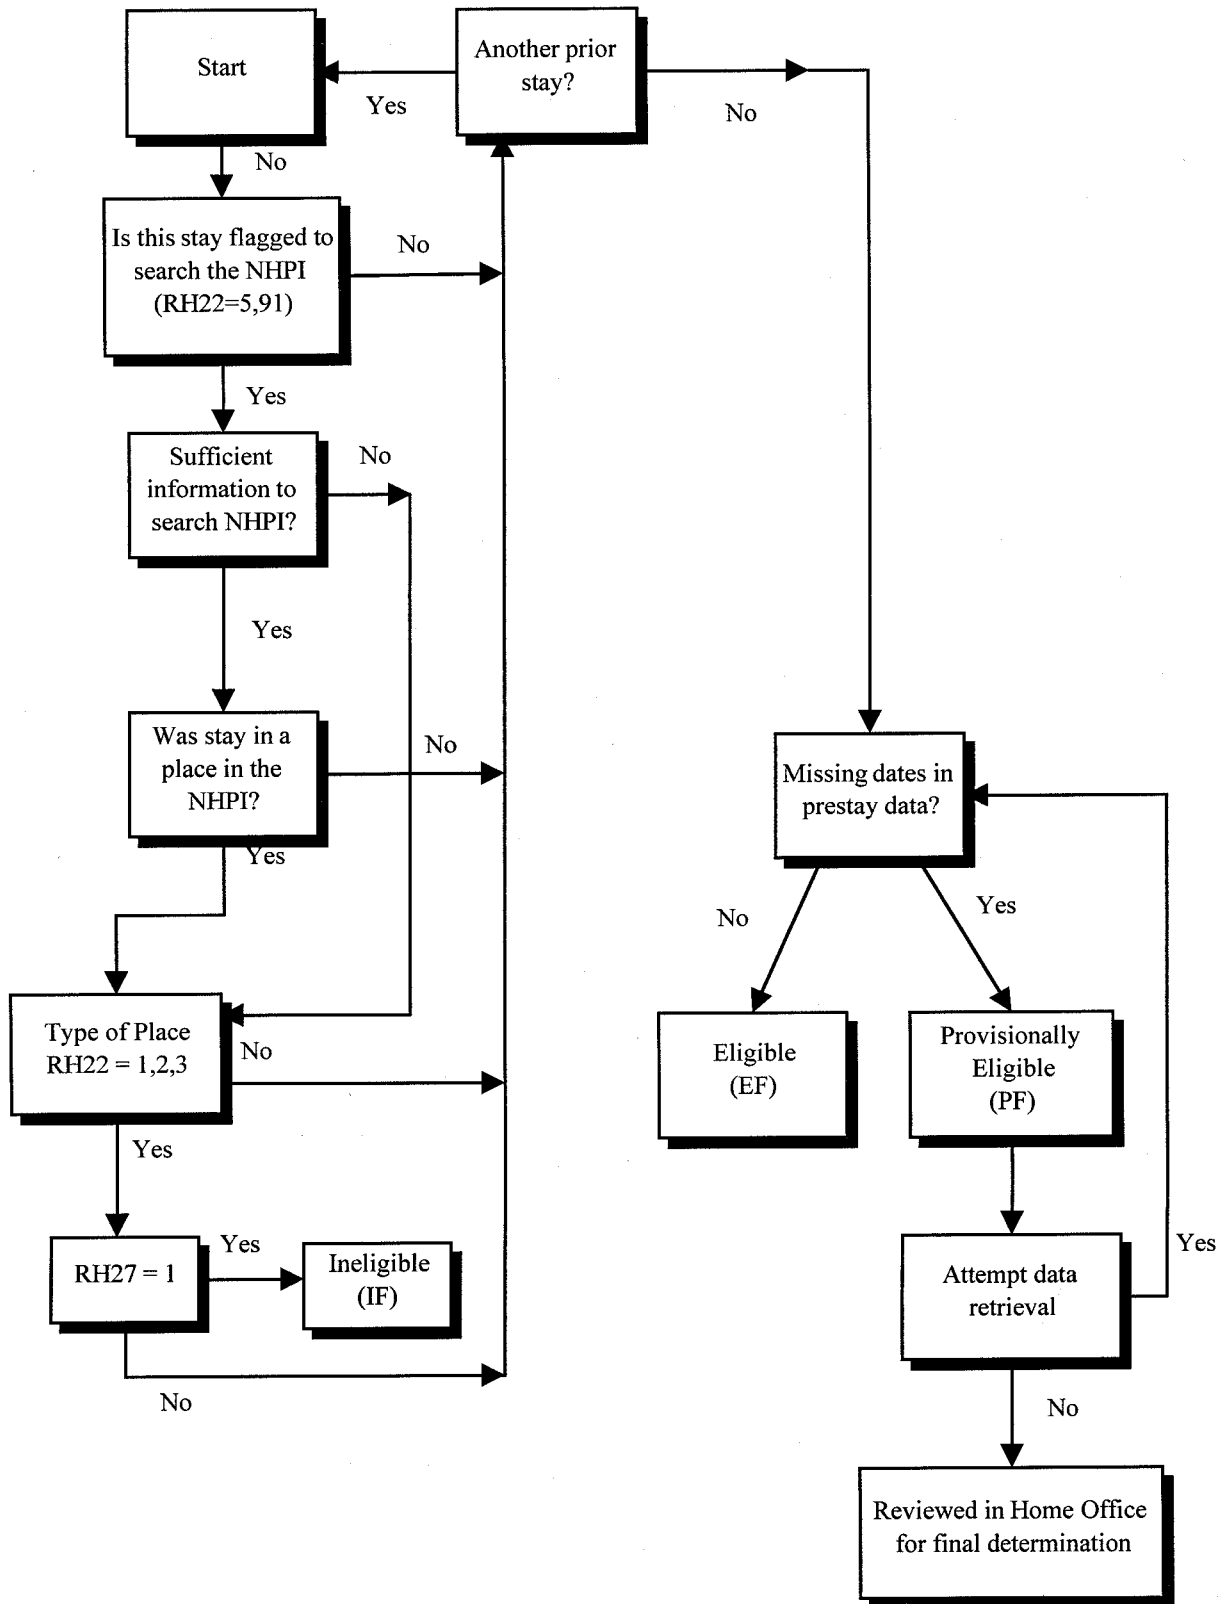 Start
Another prior
stay?
Yes
No
No
Is this stay flagged to
search the NHPI
(RH22=5,91)
No
Yes
Sufficient
information to
search NHPI?
No
Yes
Was stay in a
place in the
NHPI?
No
Yes
Missing dates in
prestay data?
No
Yes
Type of Place
RH22 = 1,2,3
No
Yes
Eligible
(EF)
Provisionally
Eligible
(PF)
RH27 = 1
Yes
Ineligible
(IF)
No
Attempt data
retrieval
Yes
No
Reviewed in Home Office
for final determination